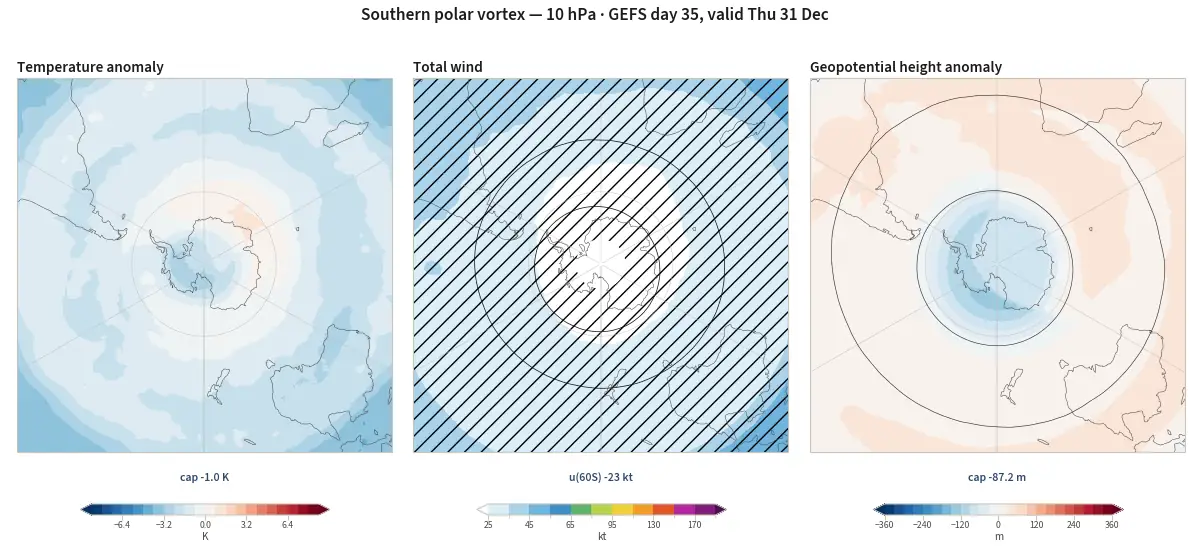 Southern polar vortex — 10 hPa · GEFS day 35, valid Thu 31 Dec
Temperature anomaly
Total wind
Geopotential height anomaly
cap -1.0 K
u(60S) -23 kt
cap -87.2 m
−6.4 −3.2 0.0 3.2 6.4
K
25 45 65 95 130 170
kt
−360 −240 −120 0 120 240 360
m